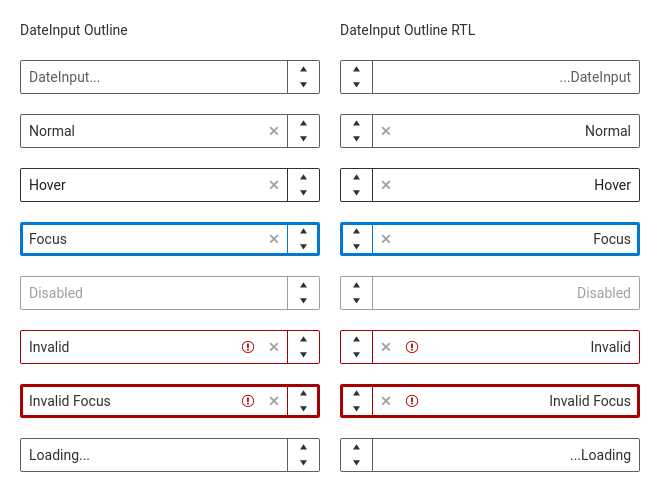 DateInput Outline
DateInput Outline RTL
DateInput...
...DateInput
Normal
Normal
Hover
Hover
Focus
Focus
Disabled
Disabled
Invalid
Invalid
Invalid Focus
Invalid Focus
Loading...
...Loading